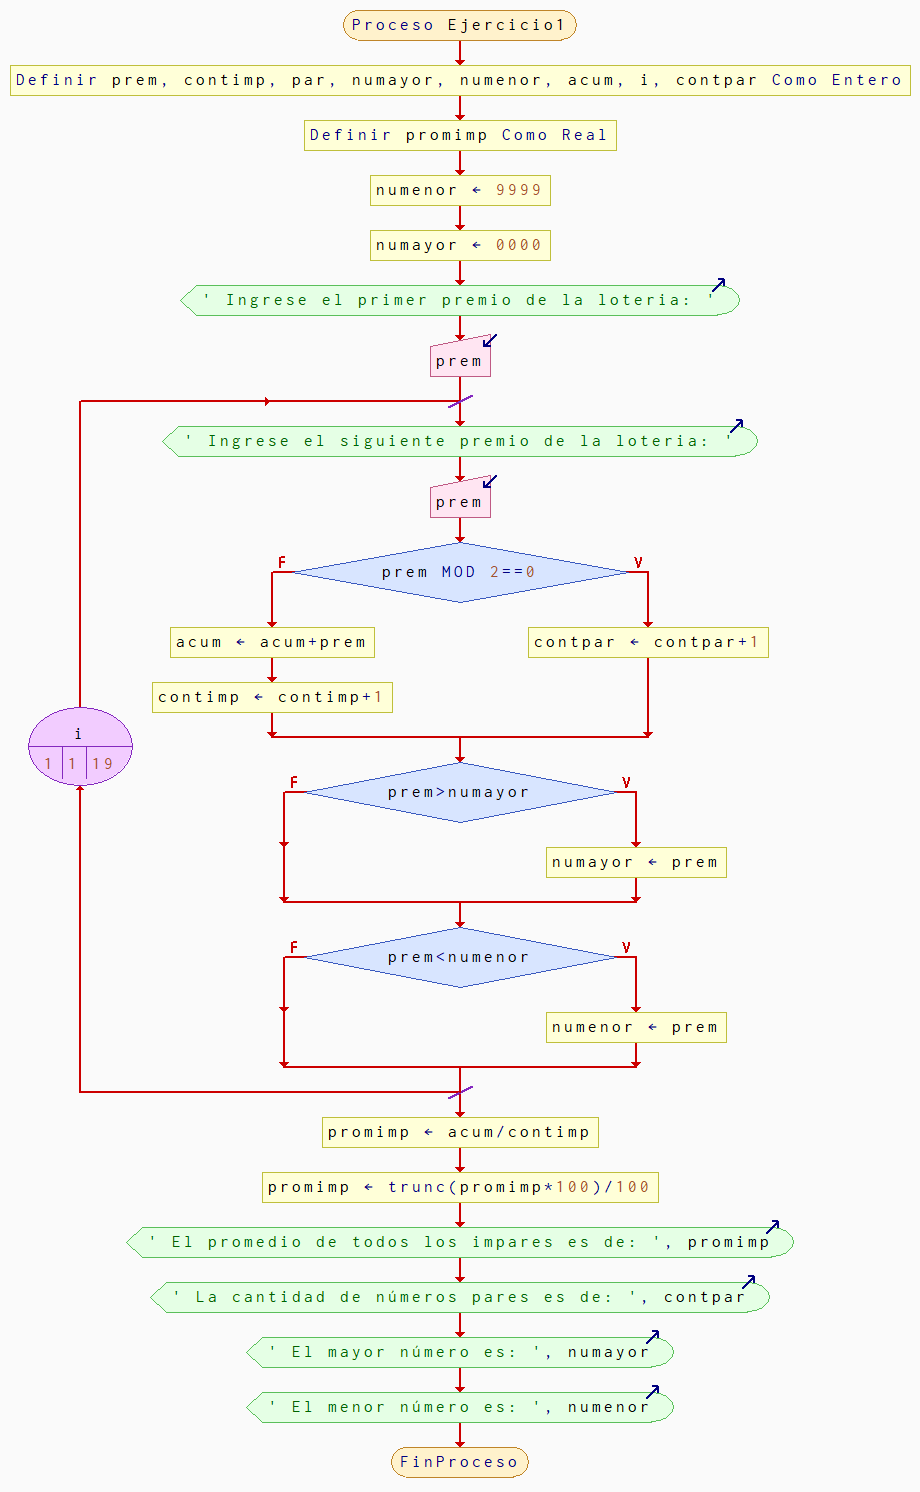 Proceso Ejercicio1
Definir prem, contimp, par, numayor, numenor, acum, i, contpar Como Entero
Definir promimp Como Real
numenor ← 9999
numayor ← 0000
' Ingrese el primer premio de la loteria: '
prem
' Ingrese el siguiente premio de la loteria: '
prem
F V
prem MOD 2==0
acum ← acum+prem
contpar ← contpar+1
contimp ← contimp+1
i
1 1 19
F V
prem>numayor
numayor ← prem
F V
prem<numenor
numenor ← prem
promimp ← acum/contimp
promimp ← trunc(promimp*100)/100
' El promedio de todos los impares es de: ', promimp
' La cantidad de números pares es de: ', contpar
' El mayor número es: ', numayor
' El menor número es: ', numenor
FinProceso